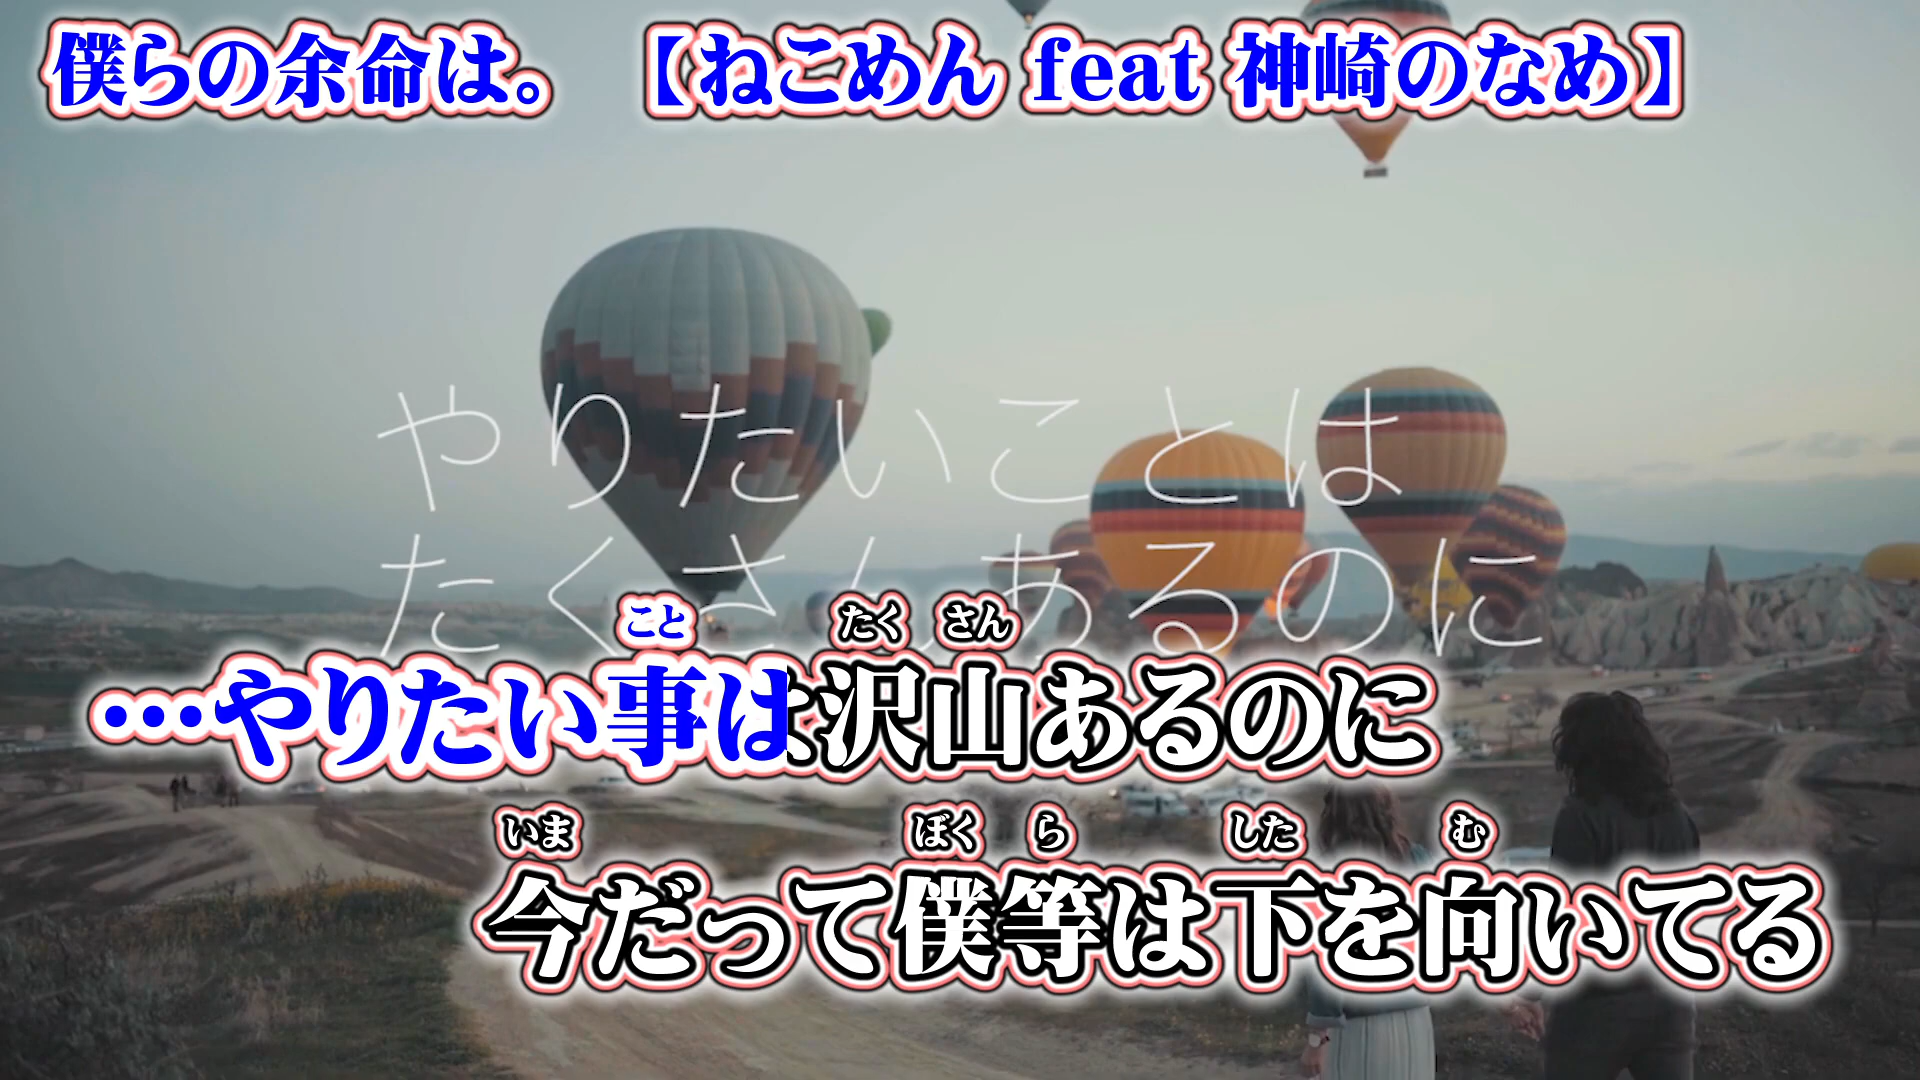 僕らの余命は。　【ねこめん feat 神崎のなめ】
やりたいことは
たくさんあるのに
こと たく さん
…やりたい事は沢山あるのに
いま ぼく ら した む
今だって僕等は下を向いてる